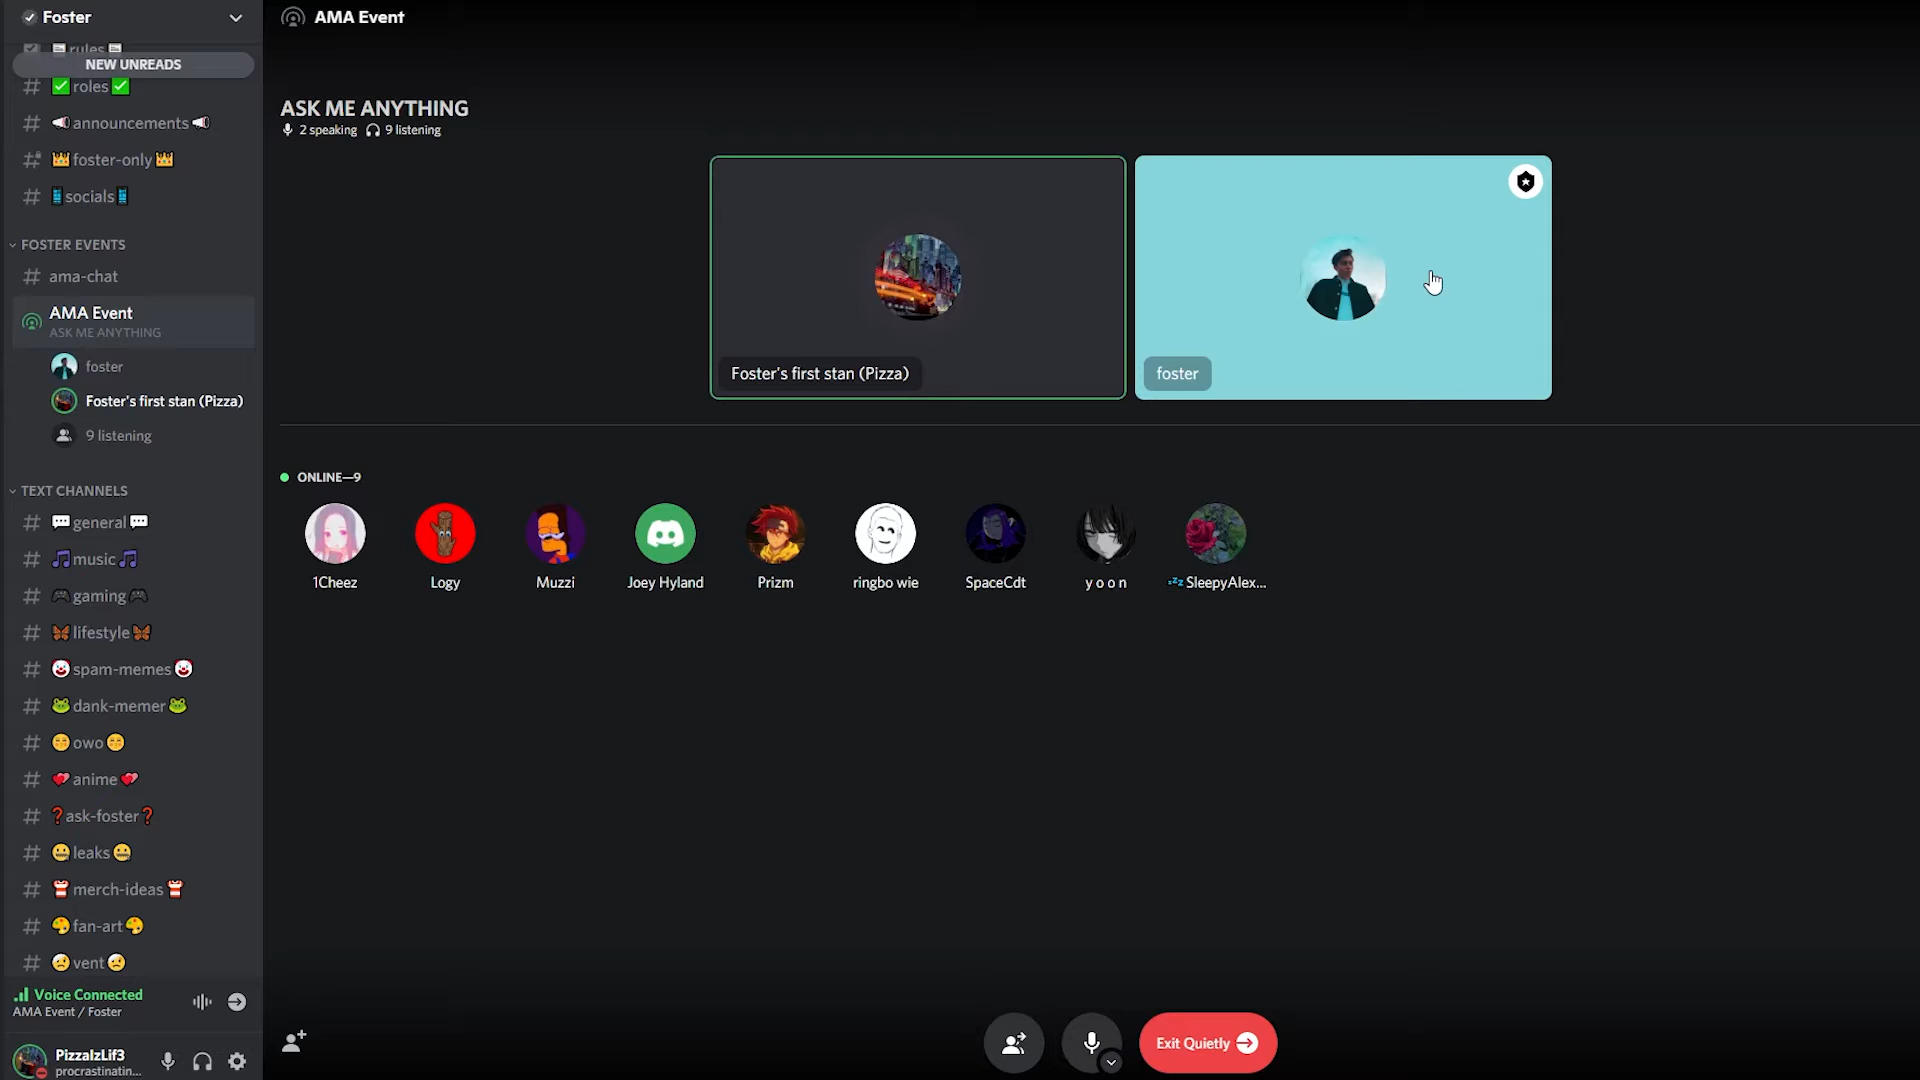 Foster
rules
NEW UNREADS
roles
announcements
foster-only
socials
FOSTER EVENTS
ama-chat
AMA Event
ASK ME ANYTHING
foster
Foster's first stan (Pizza)
9 listening
TEXT CHANNELS
general
music
gaming
lifestyle
spam-memes
dank-memer
owo
anime
ask-foster
leaks
merch-ideas
fan-art
vent
Voice Connected
AMA Event / Foster
PizzaIzLif3
procrastinatin...
AMA Event
ASK ME ANYTHING
2 speaking 9 listening
Foster's first stan (Pizza)
foster
ONLINE—9
1Cheez
Logy
Muzzi
Joey Hyland
Prizm
ringbo wie
SpaceCdt
y o o n
zzz SleepyAlex...
Exit Quietly